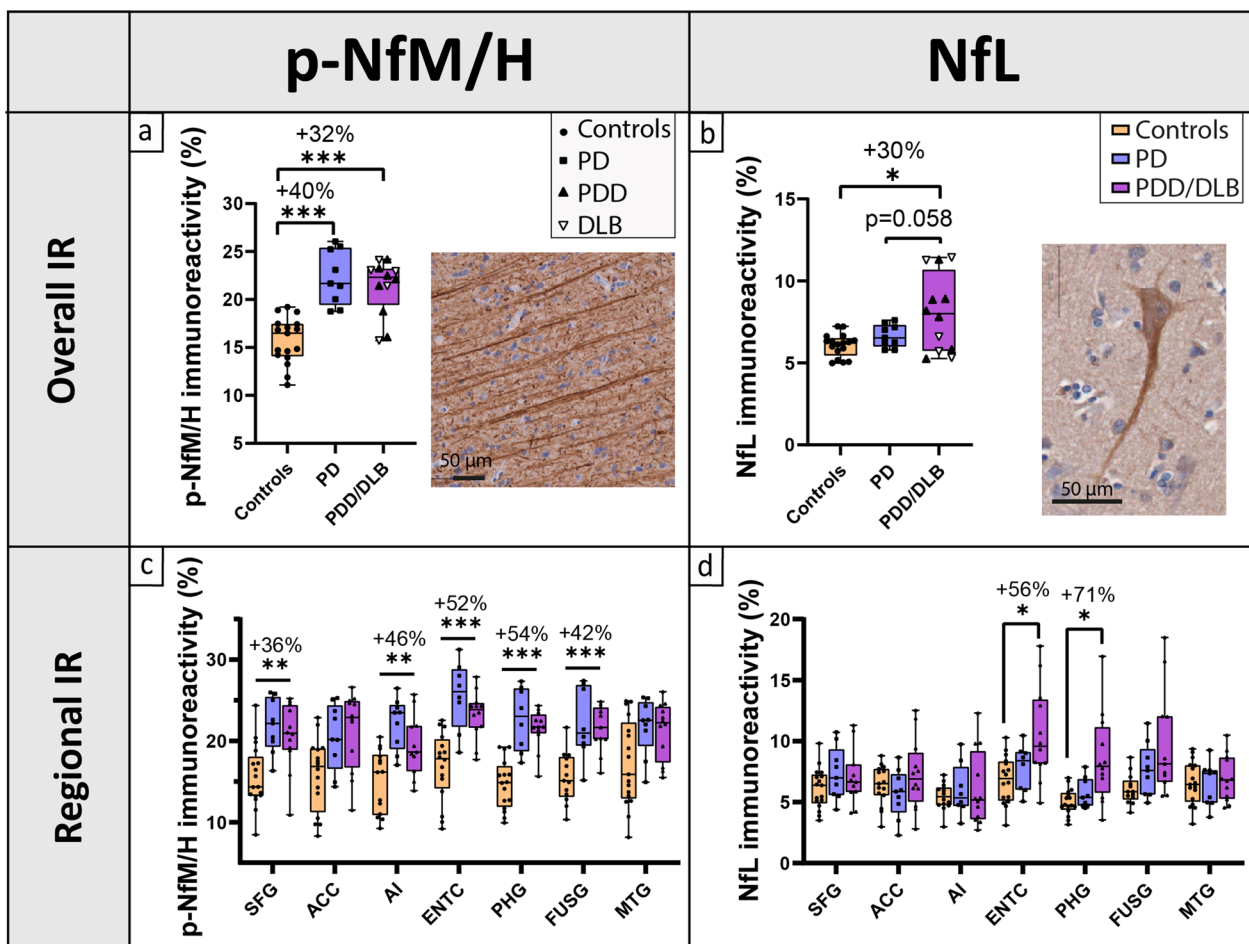 p-NfM/H
NfL
Overall IR
a
p-NfM/H immunoreactivity (%)
+32%
***
+40%
***
30
25
20
15
10
5
Controls
PD
PDD/DLB
Controls
PD
PDD
DLB
50 µm
b
NfL immunoreactivity (%)
+30%
*
p=0.058
15
10
5
0
Controls
PD
PDD/DLB
Controls
PD
PDD/DLB
50 µm
Regional IR
c
p-NfM/H immunoreactivity (%)
30
20
10
+36%
**
+46%
**
+52%
***
+54%
***
+42%
***
SFG
ACC
AI
ENTC
PHG
FUSG
MTG
d
NfL immunoreactivity (%)
20
15
10
5
0
+56%
*
+71%
*
SFG
ACC
AI
ENTC
PHG
FUSG
MTG